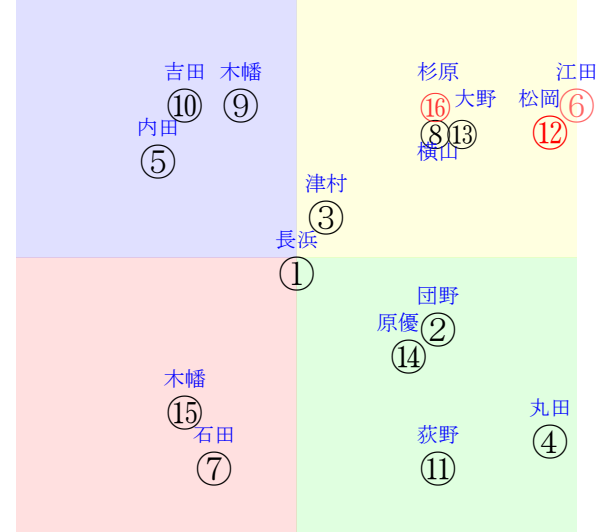 吉田 木幡 杉原 江田
⑩ ⑨ ⑯ 大野 松岡 ⑥
内田 ⑧ ⑬ ⑫
⑤ 横山
津村
③
長浜
①
団野
原優 ②
⑭
木幡
⑮ 丸田
石田 荻野 ④
⑦ ⑪